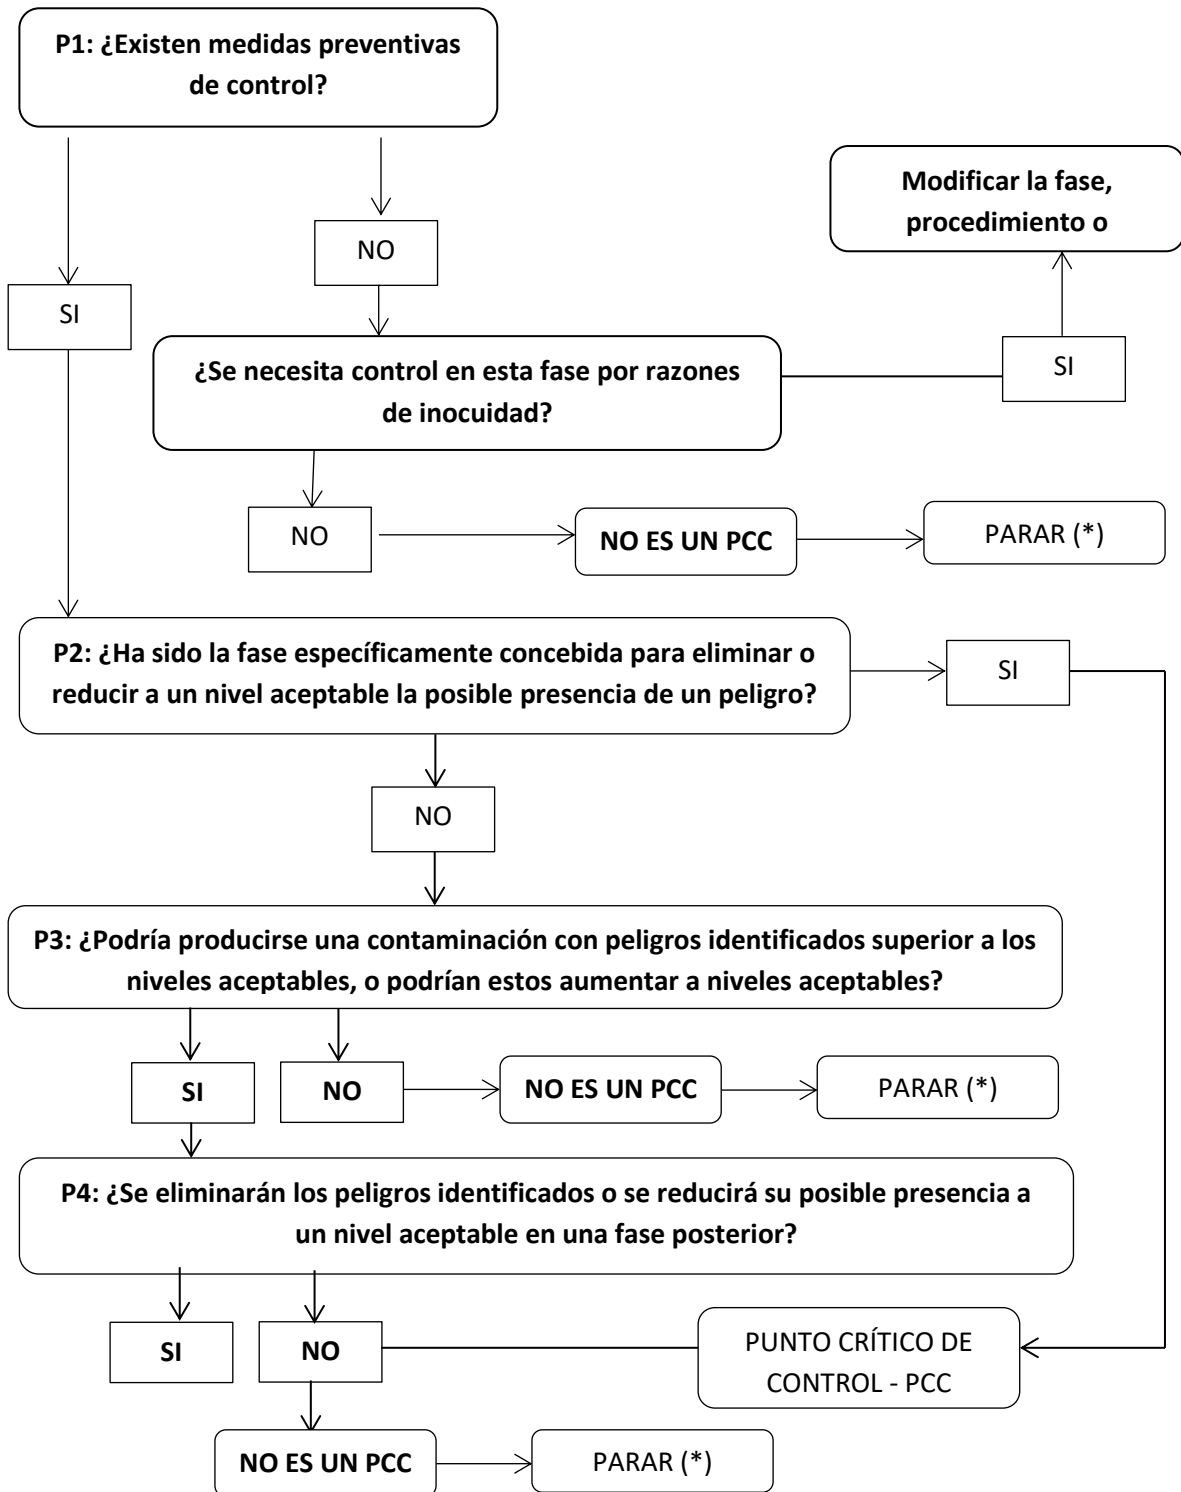 P1: ¿Existen medidas preventivas
de control?
Modificar la fase,
procedimiento o
NO
SI
¿Se necesita control en esta fase por razones
de inocuidad?
SI
NO
NO ES UN PCC
PARAR (*)
P2: ¿Ha sido la fase específicamente concebida para eliminar o
reducir a un nivel aceptable la posible presencia de un peligro?
SI
NO
P3: ¿Podría producirse una contaminación con peligros identificados superior a los
niveles aceptables, o podrían estos aumentar a niveles aceptables?
SI
NO
NO ES UN PCC
PARAR (*)
P4: ¿Se eliminarán los peligros identificados o se reducirá su posible presencia a
un nivel aceptable en una fase posterior?
SI
NO
PUNTO CRÍTICO DE
CONTROL - PCC
NO ES UN PCC
PARAR (*)